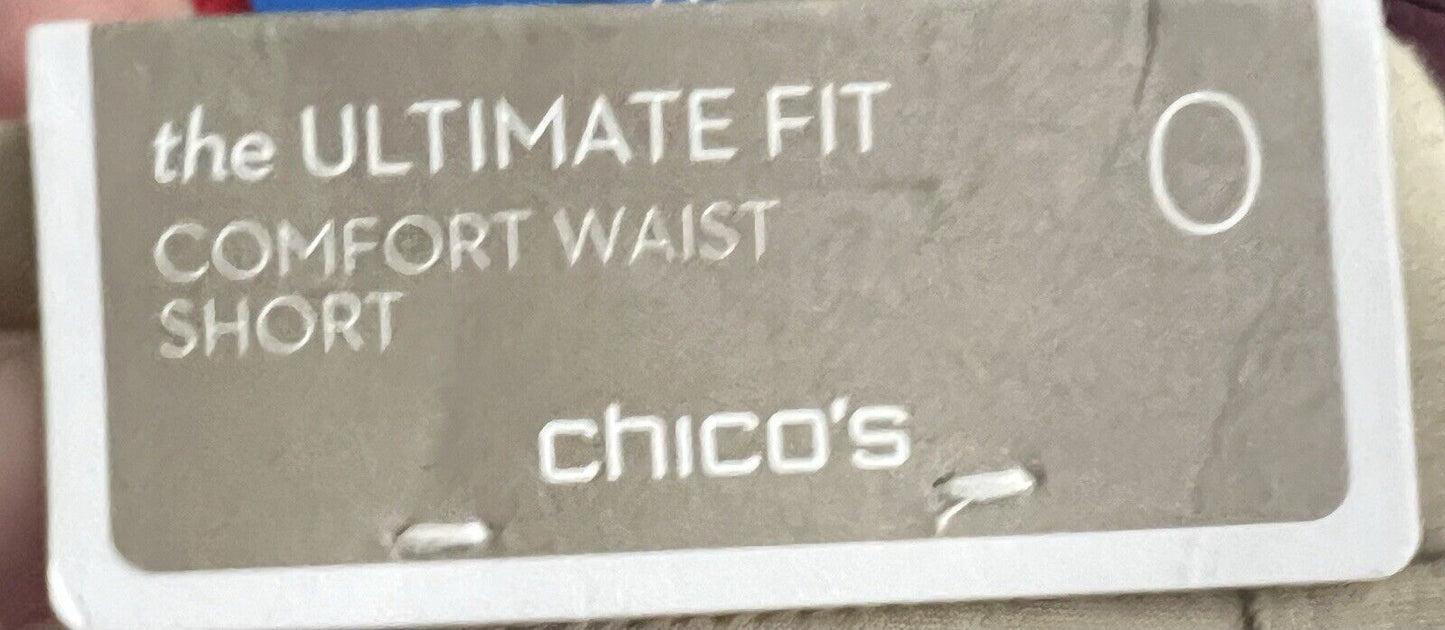 the ULTIMATE FIT
COMFORT WAIST
SHORT
0
chico's